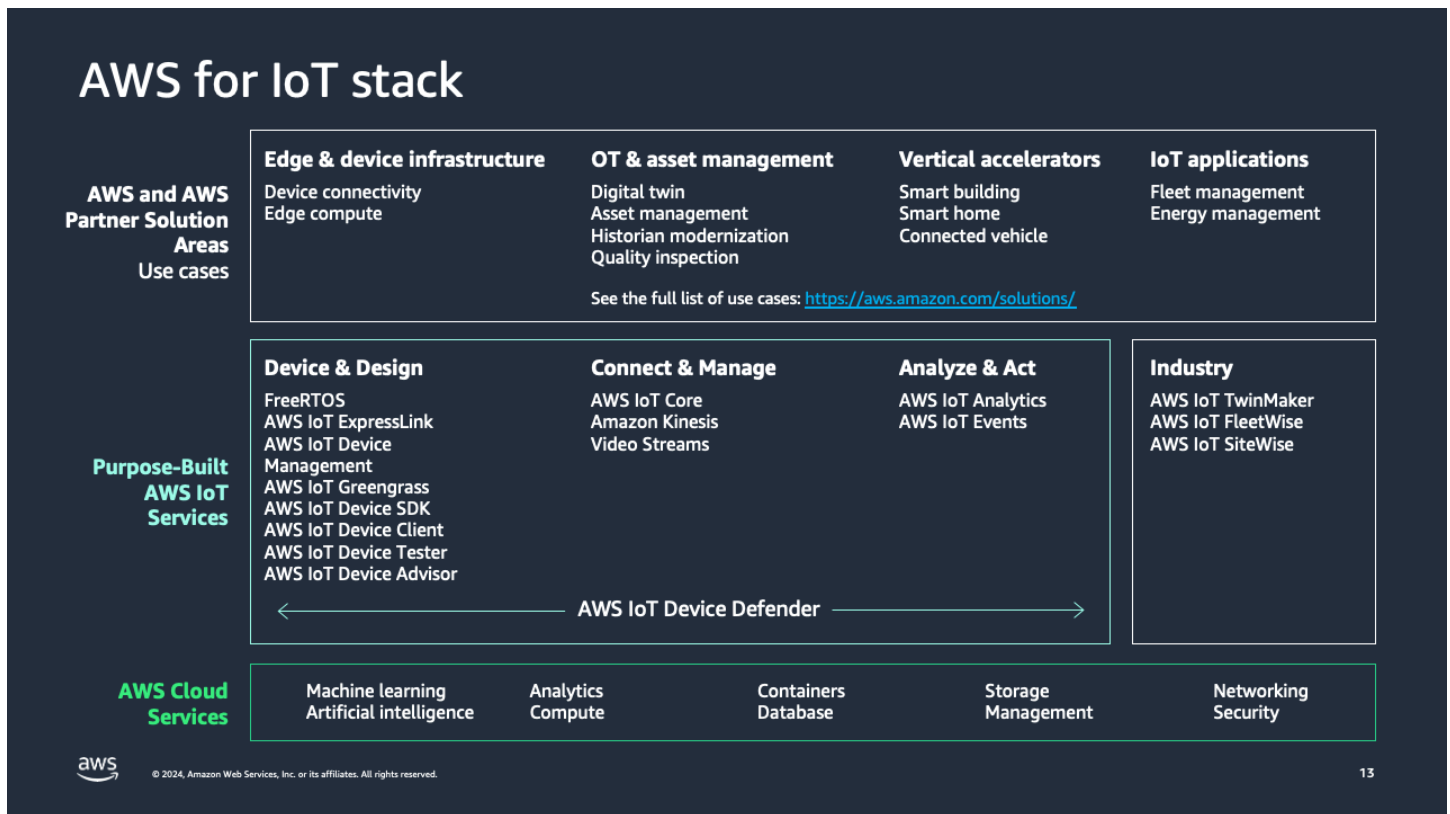 AWS for IoT stack
AWS and AWS
Partner Solution
Areas
Use cases
Edge & device infrastructure
Device connectivity
Edge compute
OT & asset management
Digital twin
Asset management
Historian modernization
Quality inspection
Vertical accelerators
Smart building
Smart home
Connected vehicle
IoT applications
Fleet management
Energy management
See the full list of use cases: https://aws.amazon.com/solutions/
Purpose-Built
AWS IoT
Services
Device & Design
FreeRTOS
AWS IoT ExpressLink
AWS IoT Device
Management
AWS IoT Greengrass
AWS IoT Device SDK
AWS IoT Device Client
AWS IoT Device Tester
AWS IoT Device Advisor
Connect & Manage
AWS IoT Core
Amazon Kinesis
Video Streams
Analyze & Act
AWS IoT Analytics
AWS IoT Events
AWS IoT Device Defender
Industry
AWS IoT TwinMaker
AWS IoT FleetWise
AWS IoT SiteWise
AWS Cloud
Services
Machine learning
Artificial intelligence
Analytics
Compute
Containers
Database
Storage
Management
Networking
Security
aws
© 2024, Amazon Web Services, Inc. or its affiliates. All rights reserved.
13